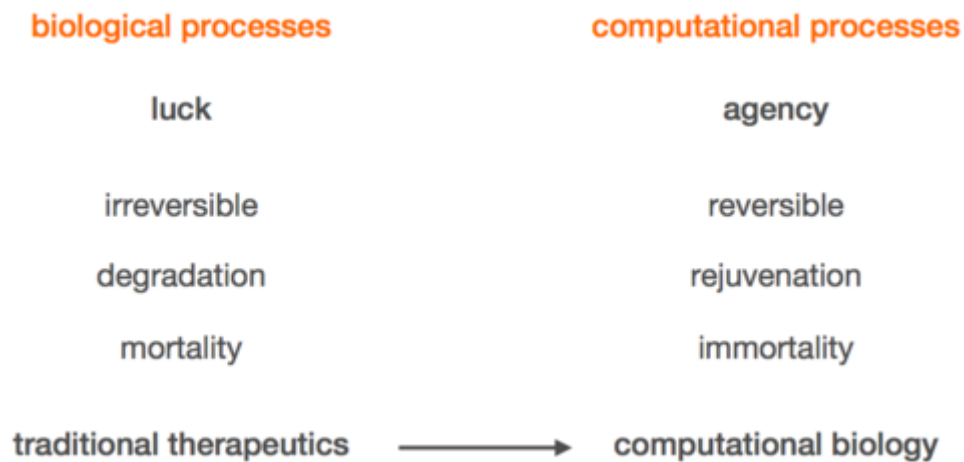 biological processes computational processes
luck agency
irreversible reversible
degradation rejuvenation
mortality immortality
traditional therapeutics computational biology